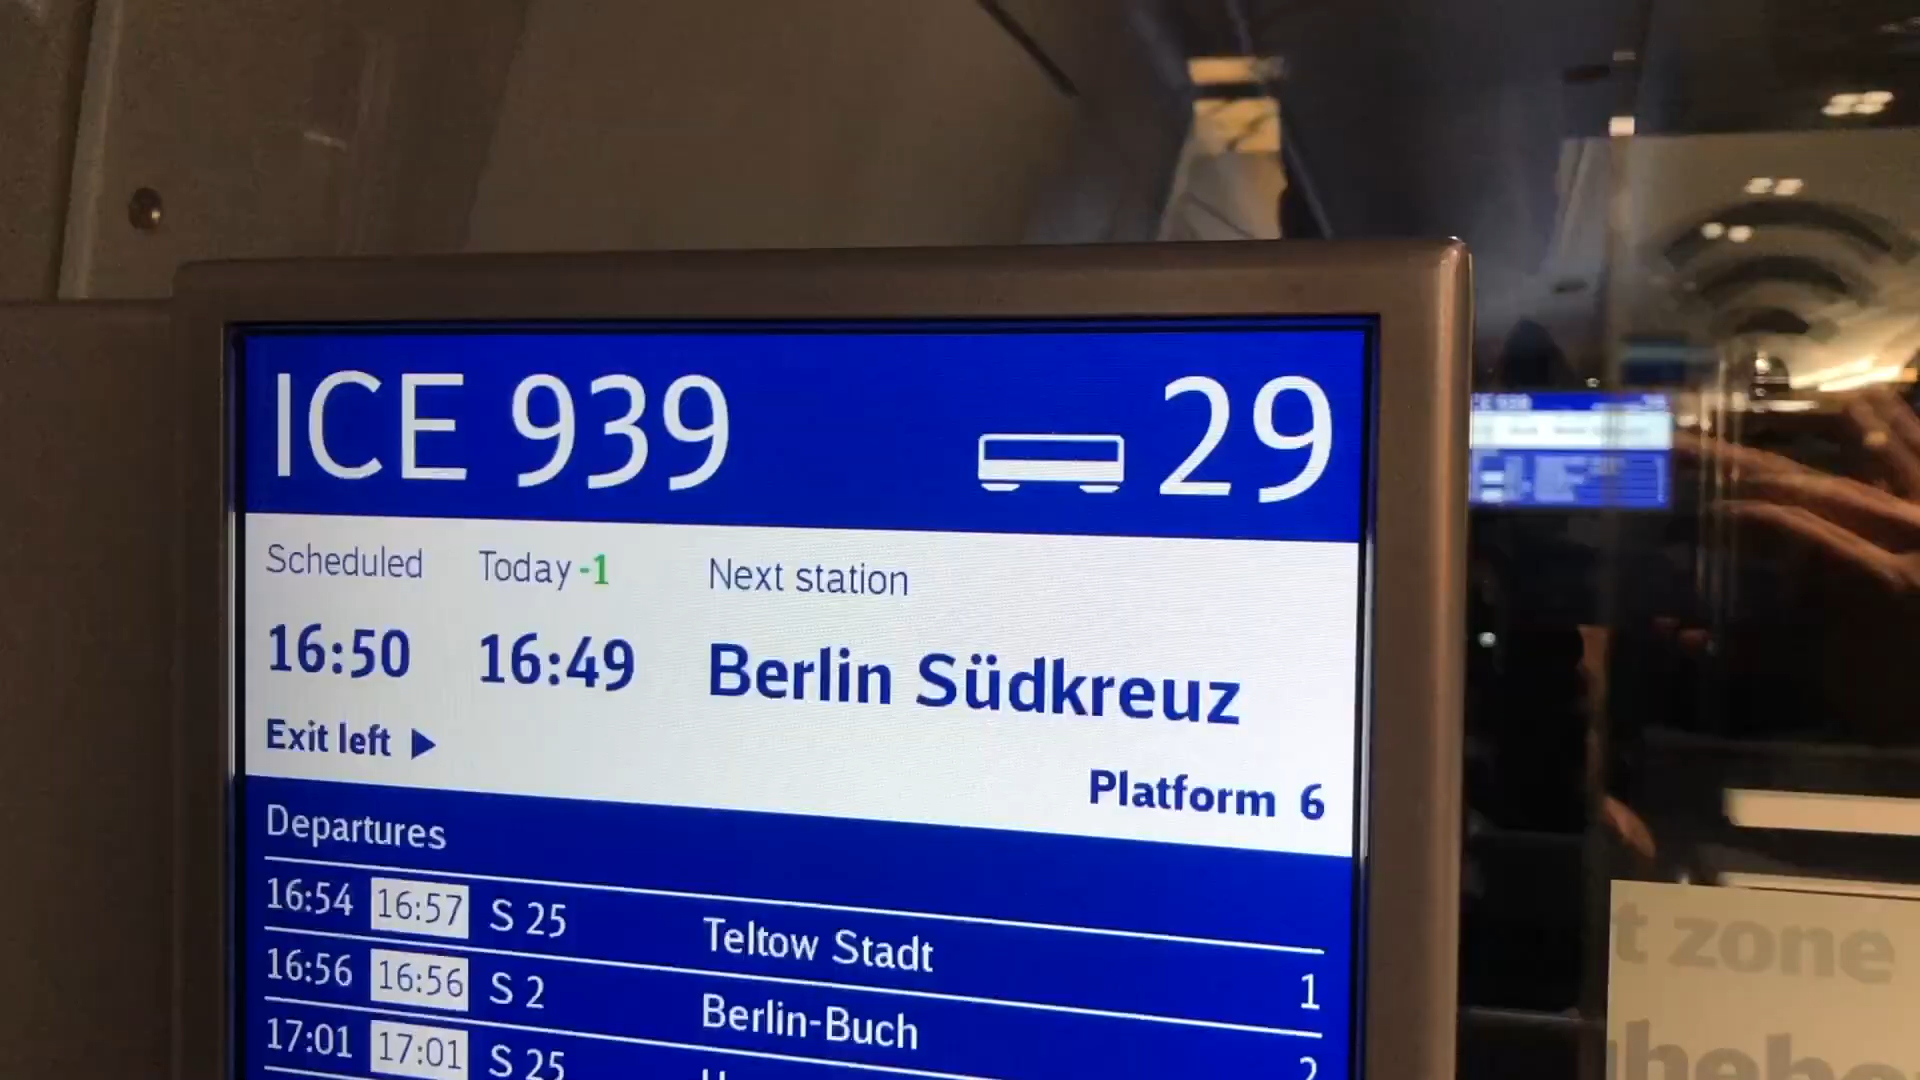 ICE 939 29
Scheduled Today -1 Next station
16:50 16:49 Berlin Südkreuz
Exit left ▶
Platform 6
Departures
16:54 16:57 S 25 Teltow Stadt 1
16:56 16:56 S 2 Berlin-Buch 2
17:01 17:01 S 25
zone